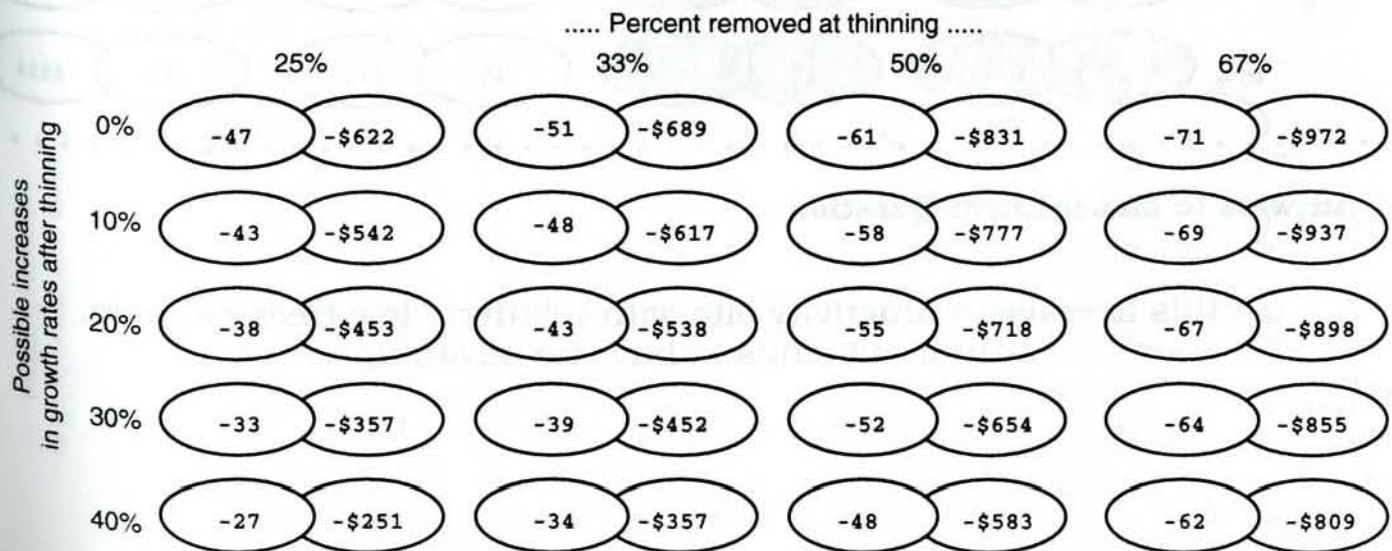 ..... Percent removed at thinning .....
25% 33% 50% 67%
Possible increases
in growth rates after thinning
0% -47 -$622 -51 -$689 -61 -$831 -71 -$972
10% -43 -$542 -48 -$617 -58 -$777 -69 -$937
20% -38 -$453 -43 -$538 -55 -$718 -67 -$898
30% -33 -$357 -39 -$452 -52 -$654 -64 -$855
40% -27 -$251 -34 -$357 -48 -$583 -62 -$809